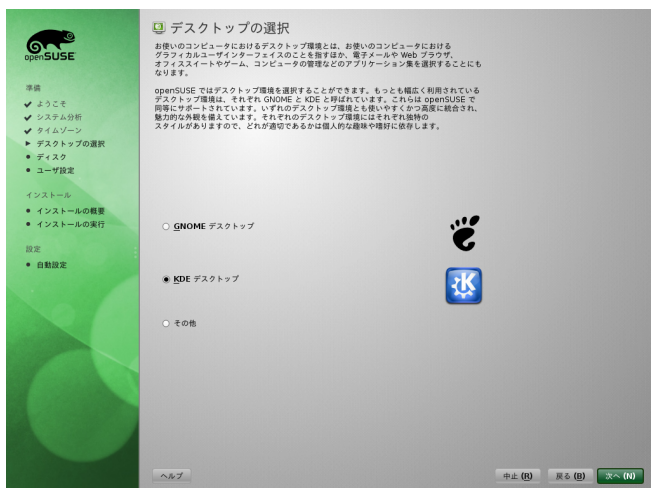 openSUSE
準備
ようこそ
システム分析
タイムゾーン
デスクトップの選択
ディスク
ユーザ設定
インストール
インストールの概要
インストールの実行
設定
自動設定
デスクトップの選択
お使いのコンピュータにおけるデスクトップ環境とは、お使いのコンピュータにおける
グラフィカルユーザインターフェイスのことを指すほか、電子メールや Web ブラウザ、
オフィススイートやゲーム、コンピュータの管理などのアプリケーション集を選択することにも
なります。
openSUSE ではデスクトップ環境を選択することができます。もっとも幅広く利用されている
デスクトップ環境は、それぞれ GNOME と KDE と呼ばれています。これらは openSUSE で
同等にサポートされています。いずれのデスクトップ環境とも使いやすくかつ高度に統合され、
魅力的な外観を備えています。それぞれのデスクトップ環境にはそれぞれ独特の
スタイルがありますので、どれが適切であるかは個人的な趣味や嗜好に依存します。
GNOME デスクトップ
KDE デスクトップ
K
その他
ヘルプ
中止 (R)
戻る (B)
次へ (N)